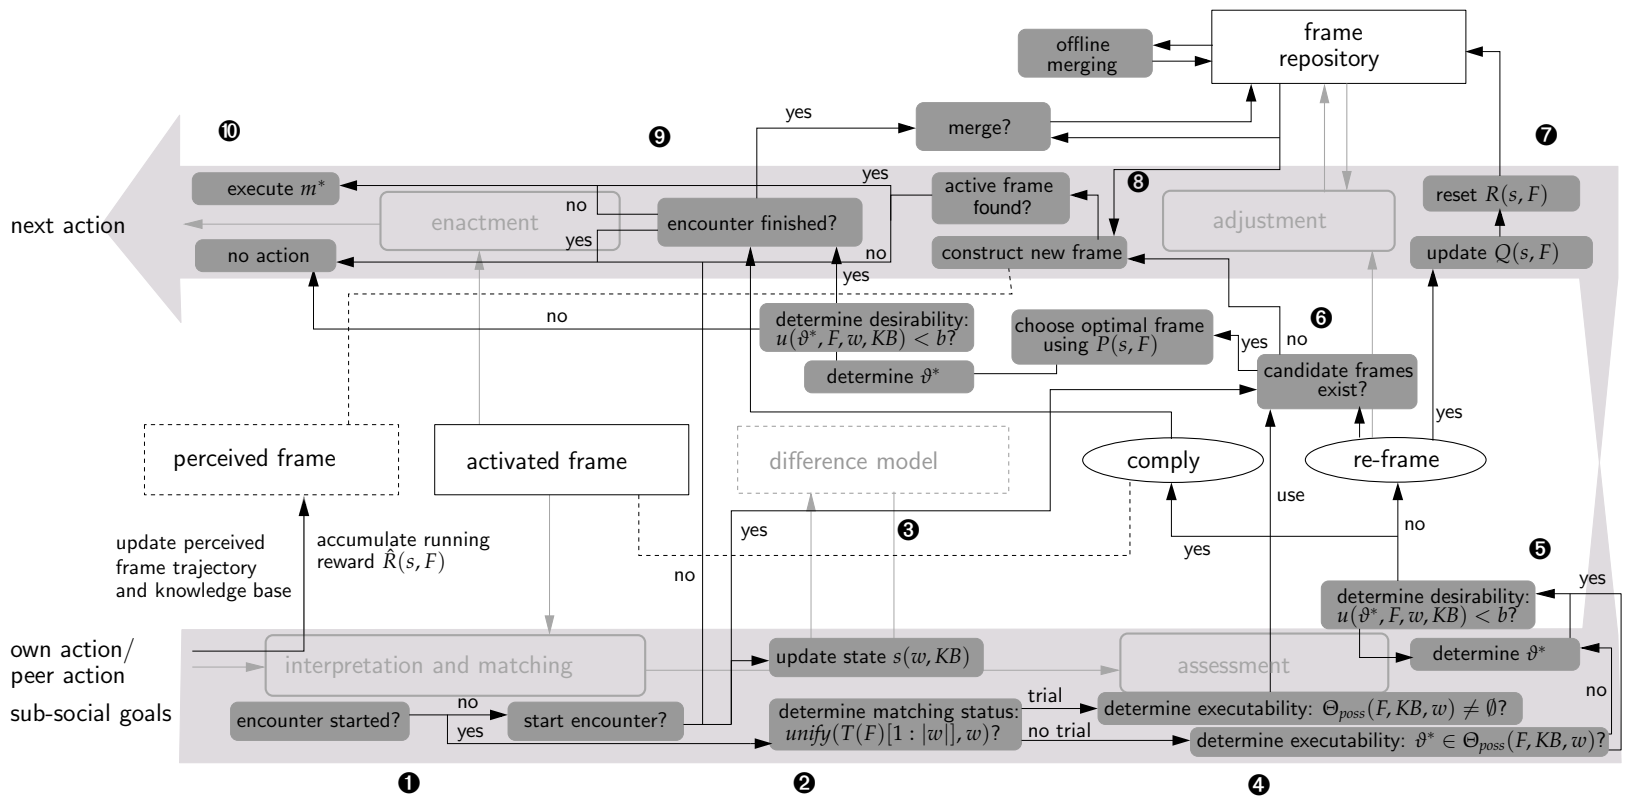 frame
repository
offline
merging
yes
merge?
❿
❾
❼
execute m*
yes
active frame
found?
❽
reset R(s, F)
no
enactment
encounter finished?
adjustment
next action
yes
no action
no
construct new frame
update Q(s, F)
yes
no
determine desirability:
u(ϑ*, F, w, KB) < b?
choose optimal frame
using P(s, F)
yes
no
❻
determine ϑ*
candidate frames
exist?
yes
perceived frame
activated frame
difference model
comply
re-frame
use
update perceived
frame trajectory
and knowledge base
accumulate running
reward R̂(s, F)
yes
❸
no
yes
no
❺
yes
determine desirability:
u(ϑ*, F, w, KB) < b?
own action/
peer action
interpretation and matching
update state s(w, KB)
assessment
determine ϑ*
no
sub-social goals
encounter started?
no
yes
start encounter?
determine matching status:
unify(T(F)[1 : |w|], w)?
trial
no trial
determine executability: Θposs(F, KB, w) ≠ ∅?
determine executability: ϑ* ∈ Θposs(F, KB, w)?
❶
❷
❹